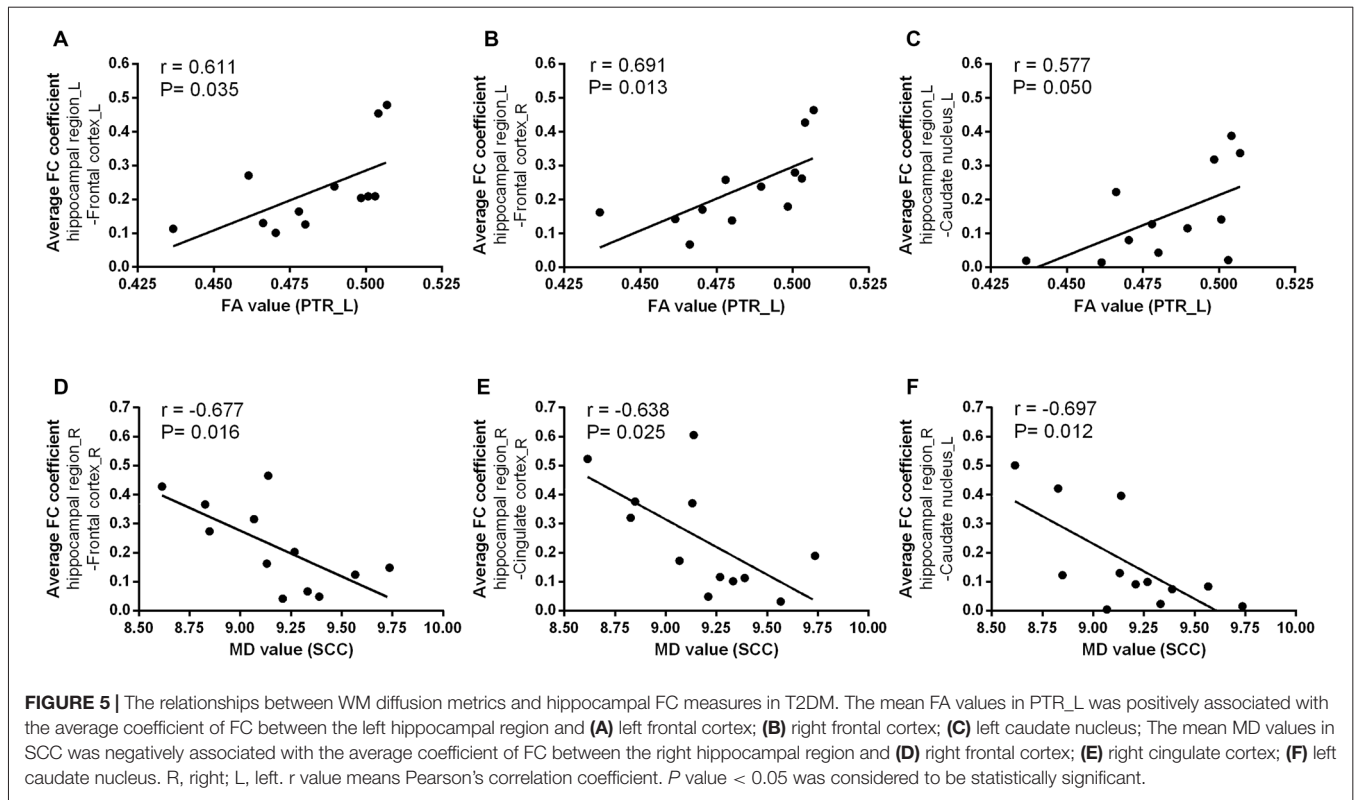 A
r = 0.611
P= 0.035
Average FC coefficient
hippocampal region_L
-Frontal cortex_L
0.6
0.5
0.4
0.3
0.2
0.1
0.0
0.425 0.450 0.475 0.500 0.525
FA value (PTR_L)
B
r = 0.691
P= 0.013
Average FC coefficient
hippocampal region_L
-Frontal cortex_R
0.6
0.5
0.4
0.3
0.2
0.1
0.0
0.425 0.450 0.475 0.500 0.525
FA value (PTR_L)
C
r = 0.577
P= 0.050
Average FC coefficient
hippocampal region_L
-Caudate nucleus_L
0.6
0.5
0.4
0.3
0.2
0.1
0.0
0.425 0.450 0.475 0.500 0.525
FA value (PTR_L)
D
r = -0.677
P= 0.016
Average FC coefficient
hippocampal region_R
-Frontal cortex_R
0.7
0.6
0.5
0.4
0.3
0.2
0.1
0.0
8.50 8.75 9.00 9.25 9.50 9.75 10.00
MD value (SCC)
E
r = -0.638
P= 0.025
Average FC coefficient
hippocampal region_R
-Cingulate cortex_R
0.7
0.6
0.5
0.4
0.3
0.2
0.1
0.0
8.50 8.75 9.00 9.25 9.50 9.75 10.00
MD value (SCC)
F
r = -0.697
P= 0.012
Average FC coefficient
hippocampal region_R
-Caudate nucleus_L
0.7
0.6
0.5
0.4
0.3
0.2
0.1
0.0
8.50 8.75 9.00 9.25 9.50 9.75 10.00
MD value (SCC)
FIGURE 5 | The relationships between WM diffusion metrics and hippocampal FC measures in T2DM. The mean FA values in PTR_L was positively associated with
the average coefficient of FC between the left hippocampal region and (A) left frontal cortex; (B) right frontal cortex; (C) left caudate nucleus; The mean MD values in
SCC was negatively associated with the average coefficient of FC between the right hippocampal region and (D) right frontal cortex; (E) right cingulate cortex; (F) left
caudate nucleus. R, right; L, left. r value means Pearson's correlation coefficient. P value < 0.05 was considered to be statistically significant.